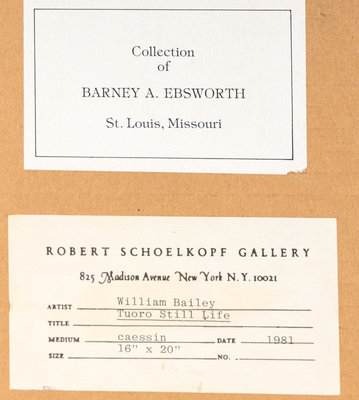 Collection
of
BARNEY A. EBSWORTH
St. Louis, Missouri
ROBERT SCHOELKOPF GALLERY
825 Madison Avenue New York N.Y. 10021
ARTIST William Bailey
TITLE Tuoro Still Life
MEDIUM caessin DATE 1981
SIZE 16" x 20" NO.